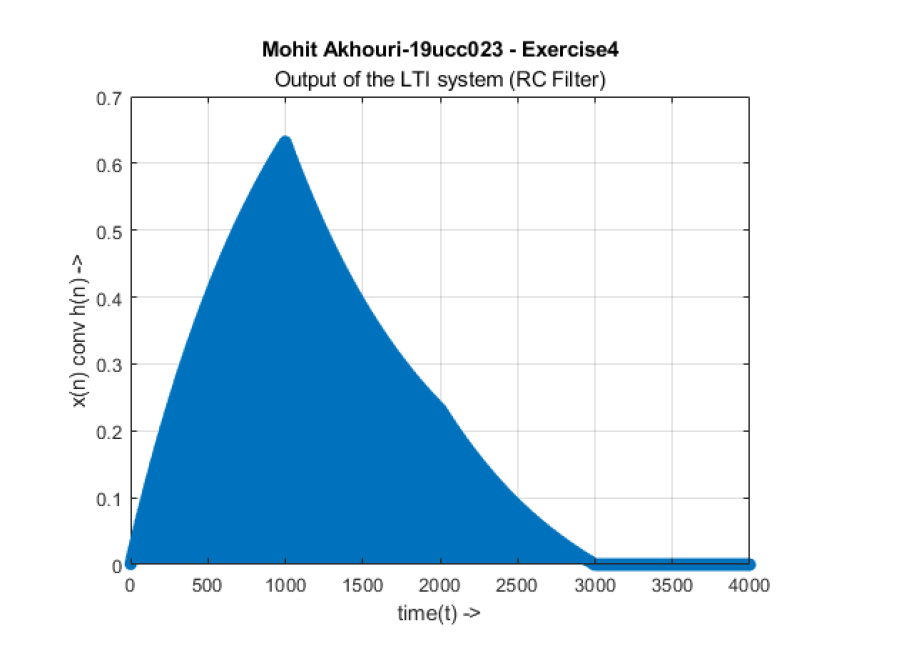 Mohit Akhouri-19ucc023 - Exercise4
Output of the LTI system (RC Filter)
0.7
0.6
0.5
0.4
0.3
0.2
0.1
0
x(n) conv h(n) ->
0 500 1000 1500 2000 2500 3000 3500 4000
time(t) ->